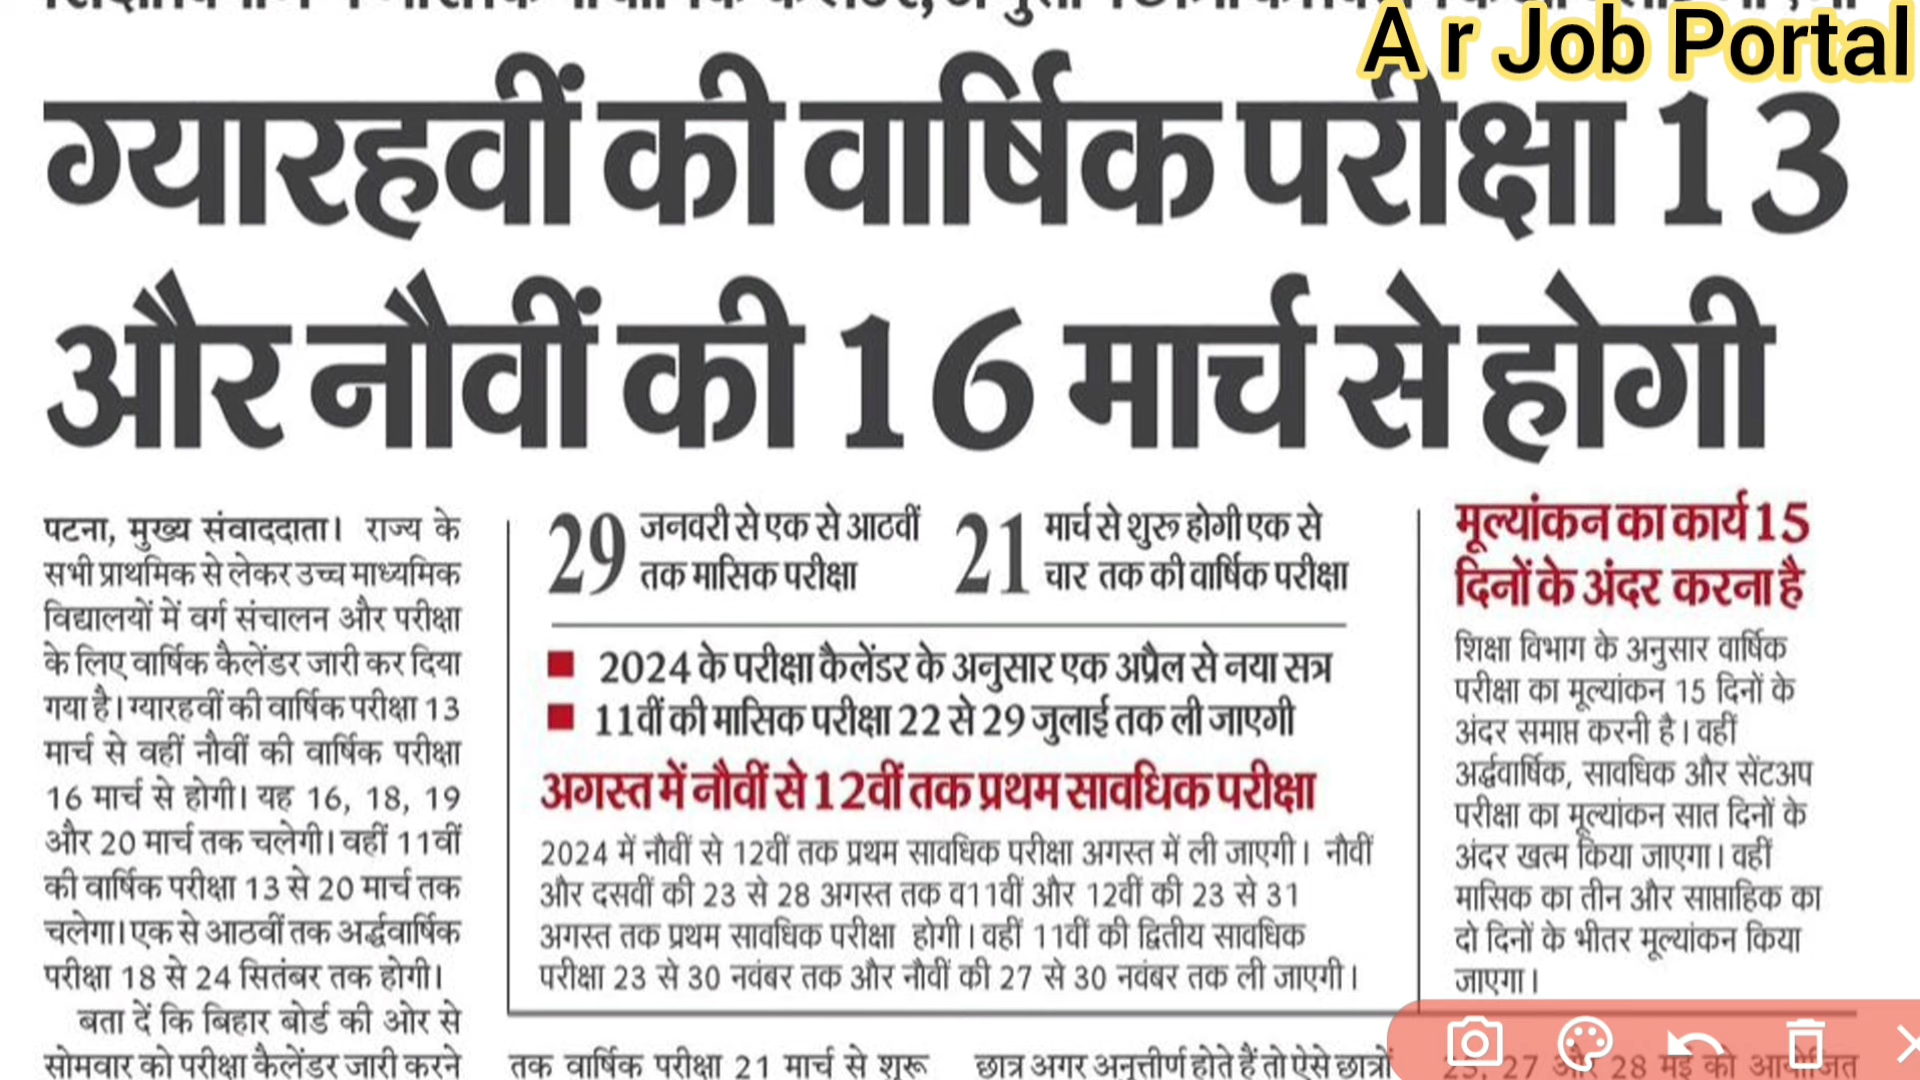 A r Job Portal
ग्यारहवीं की वार्षिक परीक्षा 13
और नौवीं की 16 मार्च से होगी
पटना, मुख्य संवाददाता। राज्य के
सभी प्राथमिक से लेकर उच्च माध्यमिक
विद्यालयों में वर्ग संचालन और परीक्षा
के लिए वार्षिक कैलेंडर जारी कर दिया
गया है। ग्यारहवीं की वार्षिक परीक्षा 13
मार्च से वहीं नौवीं की वार्षिक परीक्षा
16 मार्च से होगी। यह 16, 18, 19
और 20 मार्च तक चलेगी। वहीं 11वीं
की वार्षिक परीक्षा 13 से 20 मार्च तक
चलेगा। एक से आठवीं तक अर्द्धवार्षिक
परीक्षा 18 से 24 सितंबर तक होगी।
बता दें कि बिहार बोर्ड की ओर से
सोमवार को परीक्षा कैलेंडर जारी करने
29 जनवरी से एक से आठवीं
तक मासिक परीक्षा
21 मार्च से शुरू होगी एक से
चार तक की वार्षिक परीक्षा
■ 2024 के परीक्षा कैलेंडर के अनुसार एक अप्रैल से नया सत्र
■ 11वीं की मासिक परीक्षा 22 से 29 जुलाई तक ली जाएगी
अगस्त में नौवीं से 12वीं तक प्रथम सावधिक परीक्षा
2024 में नौवीं से 12वीं तक प्रथम सावधिक परीक्षा अगस्त में ली जाएगी। नौवीं
और दसवीं की 23 से 28 अगस्त तक व11वीं और 12वीं की 23 से 31
अगस्त तक प्रथम सावधिक परीक्षा होगी। वहीं 11वीं की द्वितीय सावधिक
परीक्षा 23 से 30 नवंबर तक और नौवीं की 27 से 30 नवंबर तक ली जाएगी।
मूल्यांकन का कार्य 15
दिनों के अंदर करना है
शिक्षा विभाग के अनुसार वार्षिक
परीक्षा का मूल्यांकन 15 दिनों के
अंदर समाप्त करनी है। वहीं
अर्द्धवार्षिक, सावधिक और सेंटअप
परीक्षा का मूल्यांकन सात दिनों के
अंदर खत्म किया जाएगा। वहीं
मासिक का तीन और साप्ताहिक का
दो दिनों के भीतर मूल्यांकन किया
जाएगा।
तक वार्षिक परीक्षा 21 मार्च से शुरू
छात्र अगर अनुत्तीर्ण होते हैं तो ऐसे छात्रों
27 और 28 मई को आयोजित